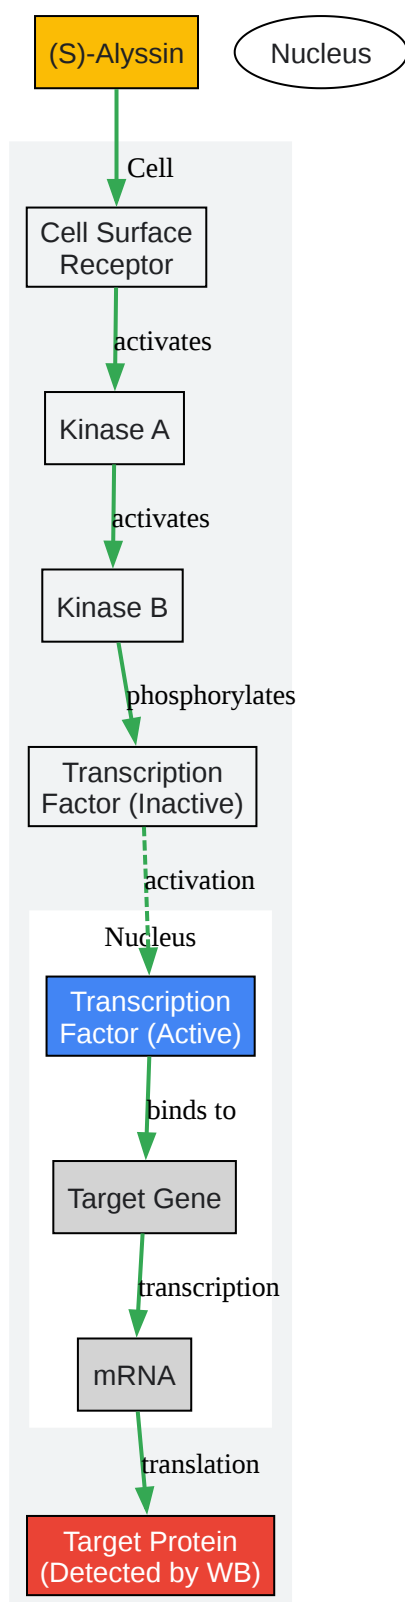 (S)-Alyssin
Nucleus
Cell
Cell Surface
Receptor
activates
Kinase A
activates
Kinase B
phosphorylates
Transcription
Factor (Inactive)
activation
Nucleus
Transcription
Factor (Active)
binds to
Target Gene
transcription
mRNA
translation
Target Protein
(Detected by WB)